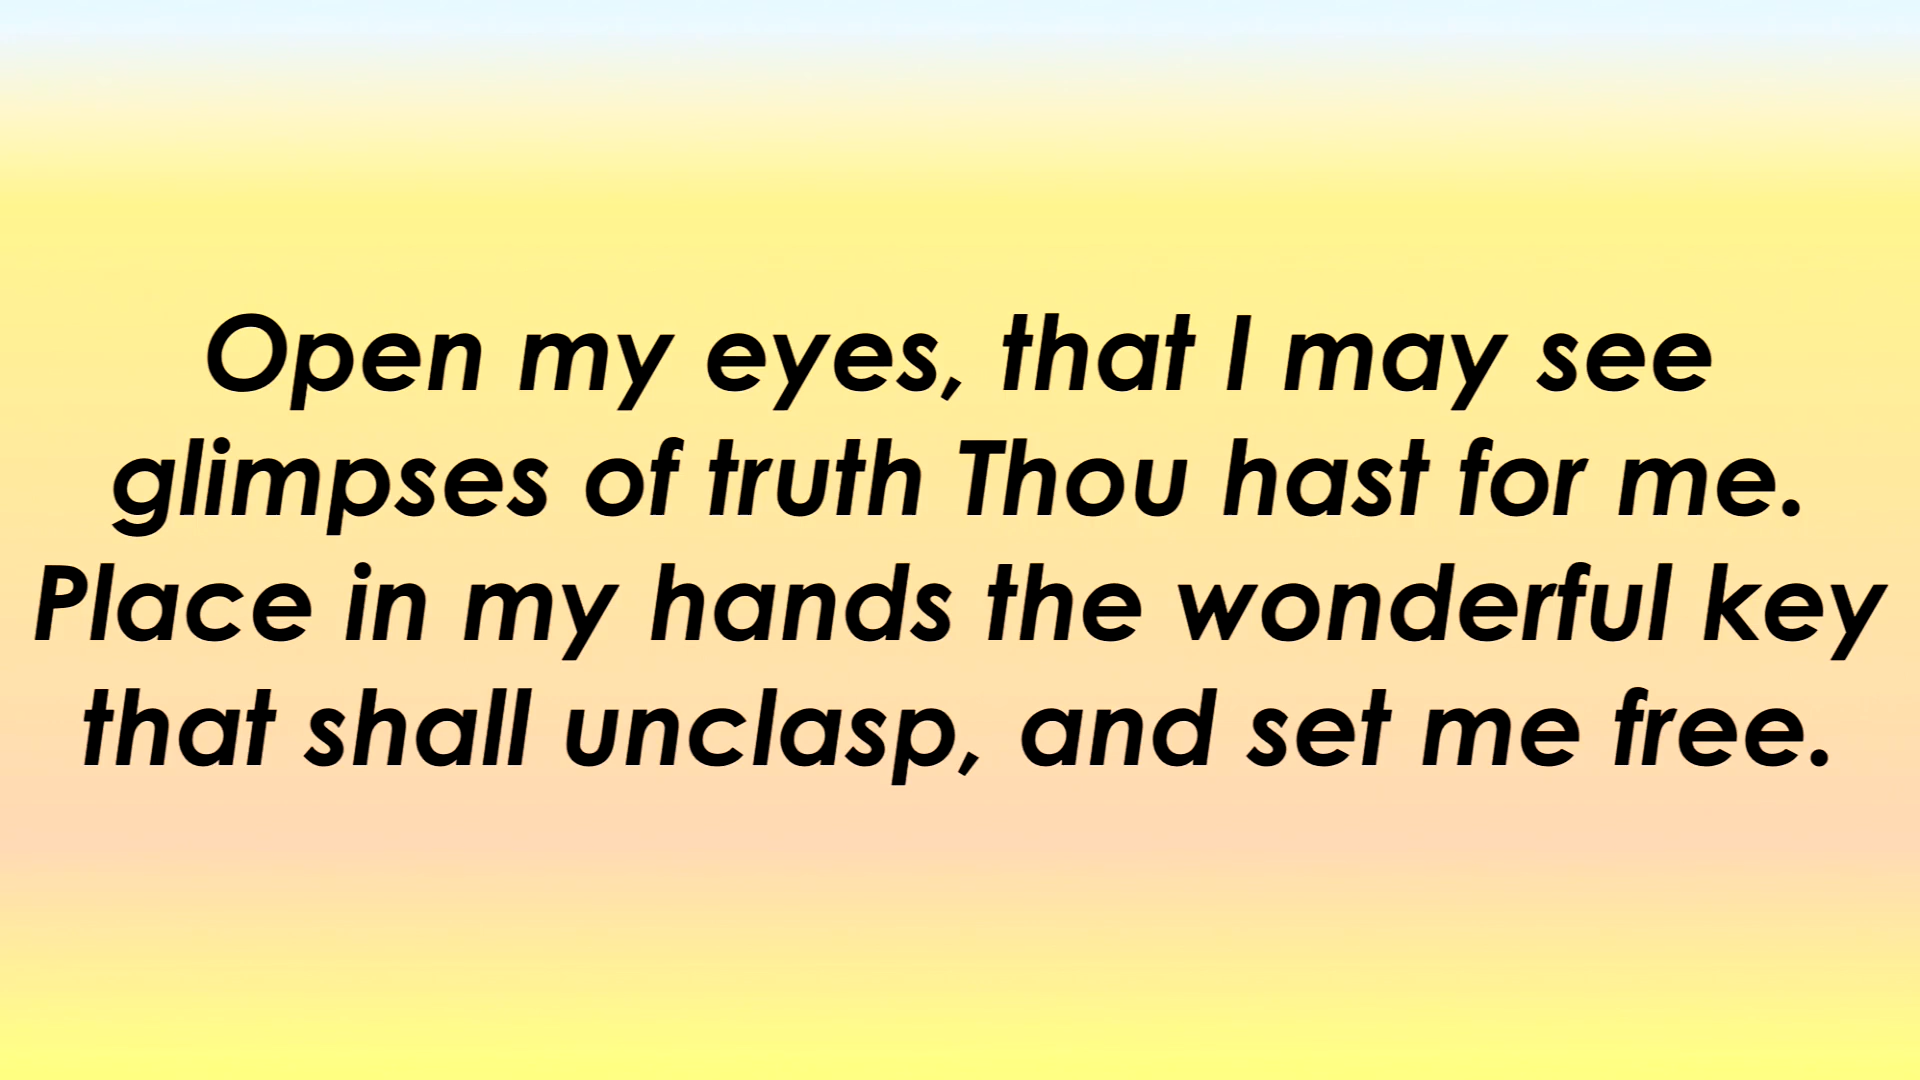 Open my eyes, that I may see
glimpses of truth Thou hast for me.
Place in my hands the wonderful key
that shall unclasp, and set me free.